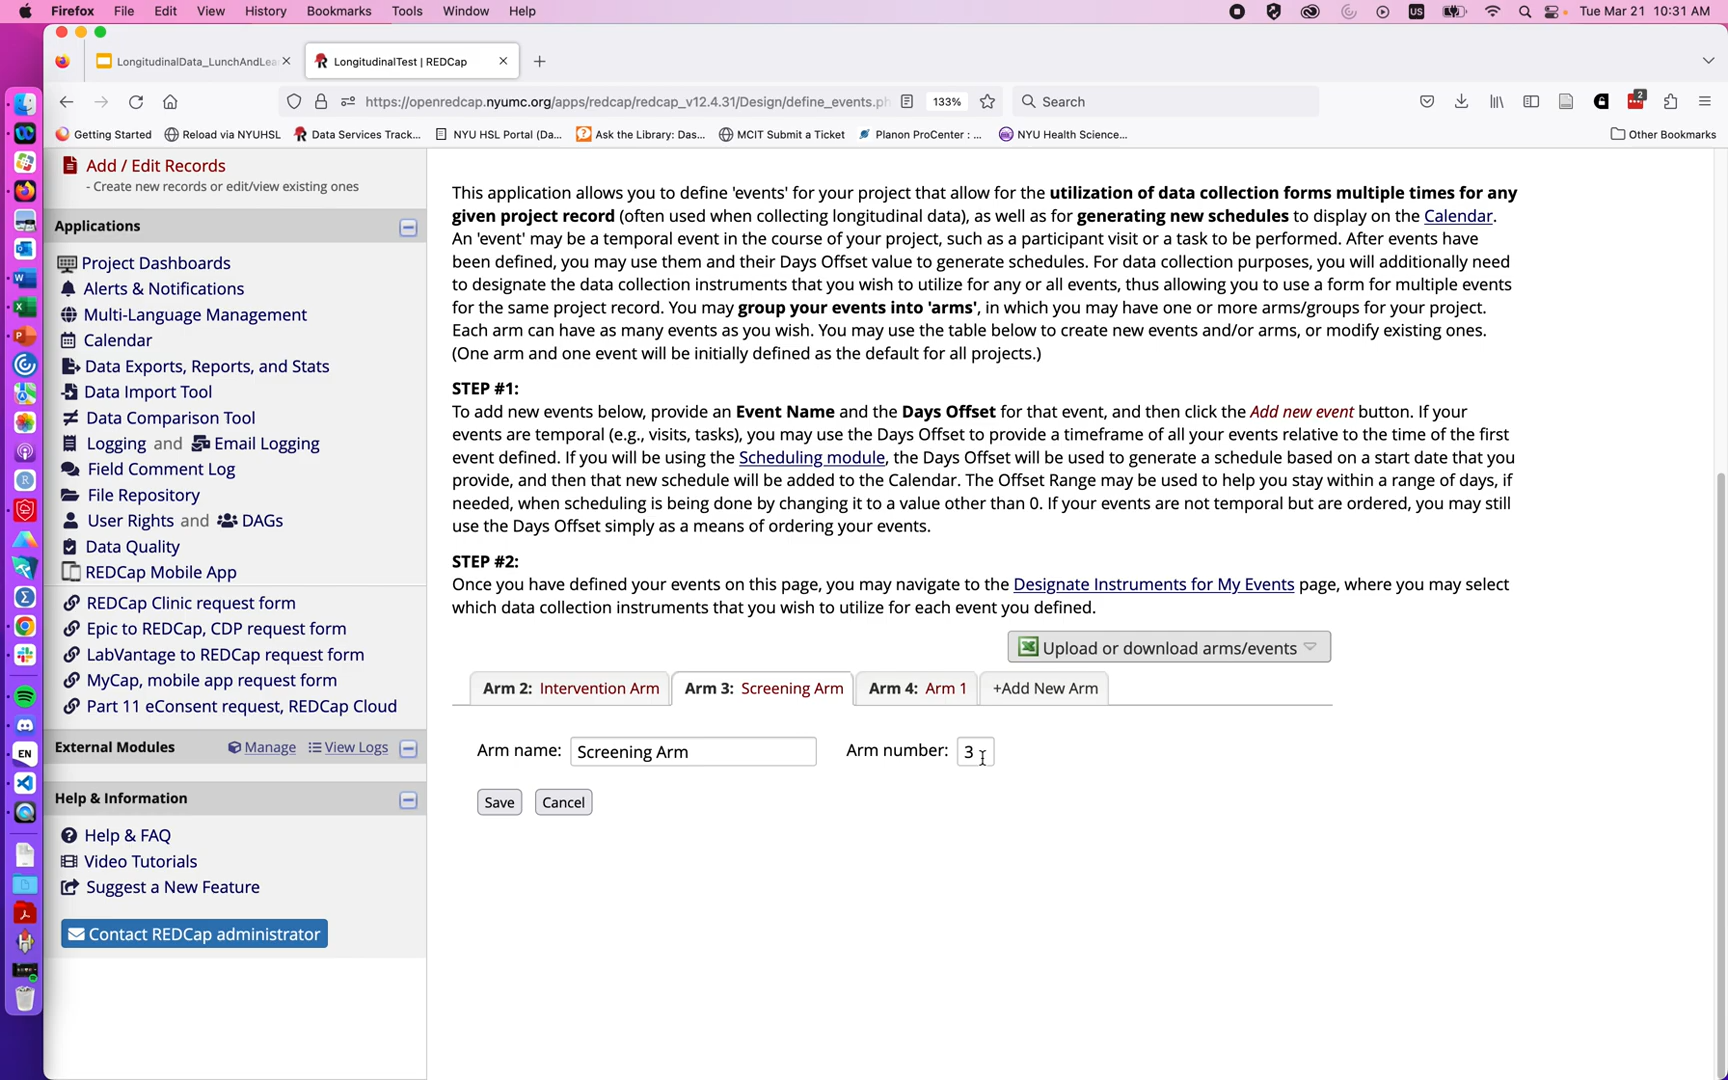 Firefox File Edit View History Bookmarks Tools Window Help US Tue Mar 21 10:31 AM
LongitudinalData_LunchAndLea LongitudinalTest | REDCap
https://openredcap.nyumc.org/apps/redcap/redcap_v12.4.31/Design/define_events.ph 133% Search 2
Getting Started Reload via NYUHSL Data Services Track... NYU HSL Portal (Da... Ask the Library: Das... MCIT Submit a Ticket Planon ProCenter : ... NYU Health Science... Other Bookmarks
Add / Edit Records
- Create new records or edit/view existing ones
Applications
Project Dashboards
Alerts & Notifications
Multi-Language Management
Calendar
Data Exports, Reports, and Stats
Data Import Tool
Data Comparison Tool
Logging and Email Logging
Field Comment Log
File Repository
User Rights and DAGs
Data Quality
REDCap Mobile App
REDCap Clinic request form
Epic to REDCap, CDP request form
LabVantage to REDCap request form
MyCap, mobile app request form
Part 11 eConsent request, REDCap Cloud
External Modules Manage View Logs
Help & Information
Help & FAQ
Video Tutorials
Suggest a New Feature
Contact REDCap administrator
This application allows you to define 'events' for your project that allow for the utilization of data collection forms multiple times for any
given project record (often used when collecting longitudinal data), as well as for generating new schedules to display on the Calendar.
An 'event' may be a temporal event in the course of your project, such as a participant visit or a task to be performed. After events have
been defined, you may use them and their Days Offset value to generate schedules. For data collection purposes, you will additionally need
to designate the data collection instruments that you wish to utilize for any or all events, thus allowing you to use a form for multiple events
for the same project record. You may group your events into 'arms', in which you may have one or more arms/groups for your project.
Each arm can have as many events as you wish. You may use the table below to create new events and/or arms, or modify existing ones.
(One arm and one event will be initially defined as the default for all projects.)
STEP #1:
To add new events below, provide an Event Name and the Days Offset for that event, and then click the Add new event button. If your
events are temporal (e.g., visits, tasks), you may use the Days Offset to provide a timeframe of all your events relative to the time of the first
event defined. If you will be using the Scheduling module, the Days Offset will be used to generate a schedule based on a start date that you
provide, and then that new schedule will be added to the Calendar. The Offset Range may be used to help you stay within a range of days, if
needed, when scheduling is being done by changing it to a value other than 0. If your events are not temporal but are ordered, you may still
use the Days Offset simply as a means of ordering your events.
STEP #2:
Once you have defined your events on this page, you may navigate to the Designate Instruments for My Events page, where you may select
which data collection instruments that you wish to utilize for each event you defined.
Upload or download arms/events
Arm 2: Intervention Arm Arm 3: Screening Arm Arm 4: Arm 1 +Add New Arm
Arm name: Screening Arm Arm number: 3
Save Cancel
EN